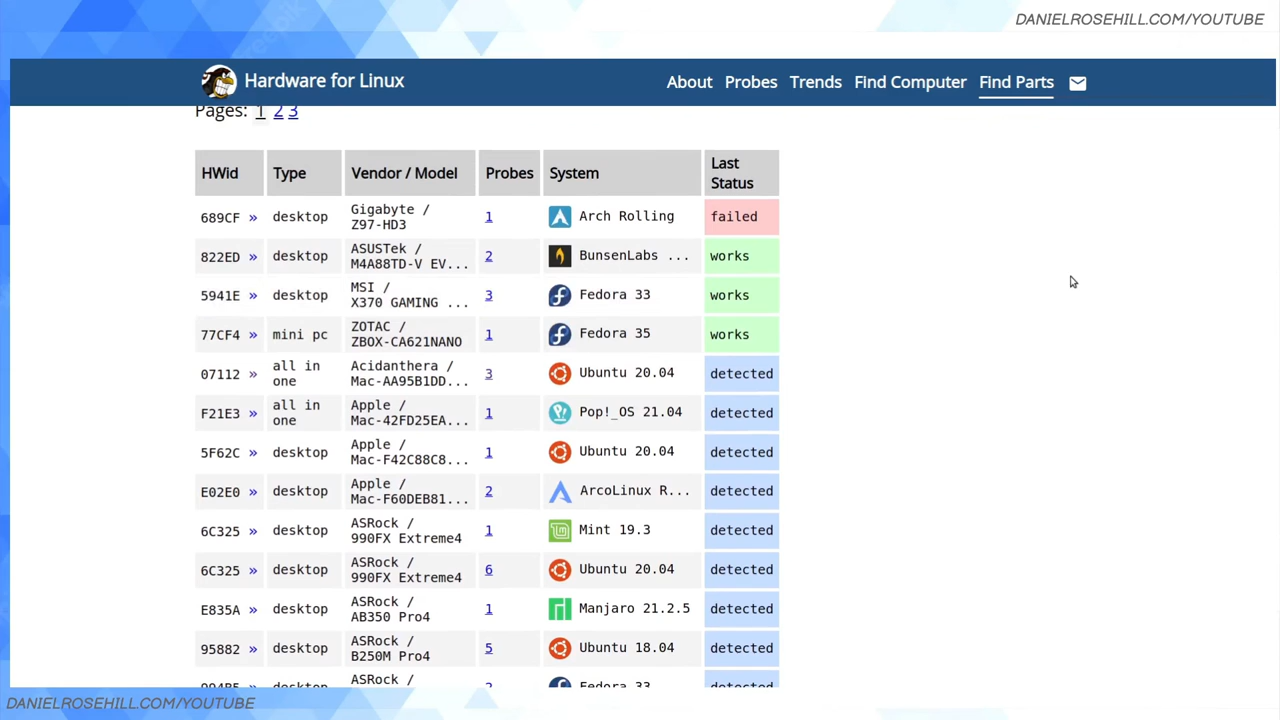 DANIELROSEHILL.COM/YOUTUBE
Hardware for Linux
About Probes Trends Find Computer Find Parts
Pages: 1 2 3
HWid Type Vendor / Model Probes System Last Status
689CF » desktop Gigabyte / Z97-HD3 1 Arch Rolling failed
822ED » desktop ASUSTek / M4A88TD-V EV... 2 BunsenLabs ... works
5941E » desktop MSI / X370 GAMING ... 3 Fedora 33 works
77CF4 » mini pc ZOTAC / ZBOX-CA621NANO 1 Fedora 35 works
07112 » all in one Acidanthera / Mac-AA95B1DD... 3 Ubuntu 20.04 detected
F21E3 » all in one Apple / Mac-42FD25EA... 1 Pop!_OS 21.04 detected
5F62C » desktop Apple / Mac-F42C88C8... 1 Ubuntu 20.04 detected
E02E0 » desktop Apple / Mac-F60DEB81... 2 ArcoLinux R... detected
6C325 » desktop ASRock / 990FX Extreme4 1 Mint 19.3 detected
6C325 » desktop ASRock / 990FX Extreme4 6 Ubuntu 20.04 detected
E835A » desktop ASRock / AB350 Pro4 1 Manjaro 21.2.5 detected
95882 » desktop ASRock / B250M Pro4 5 Ubuntu 18.04 detected
desktop ASRock / Fedora 33 detected
DANIELROSEHILL.COM/YOUTUBE